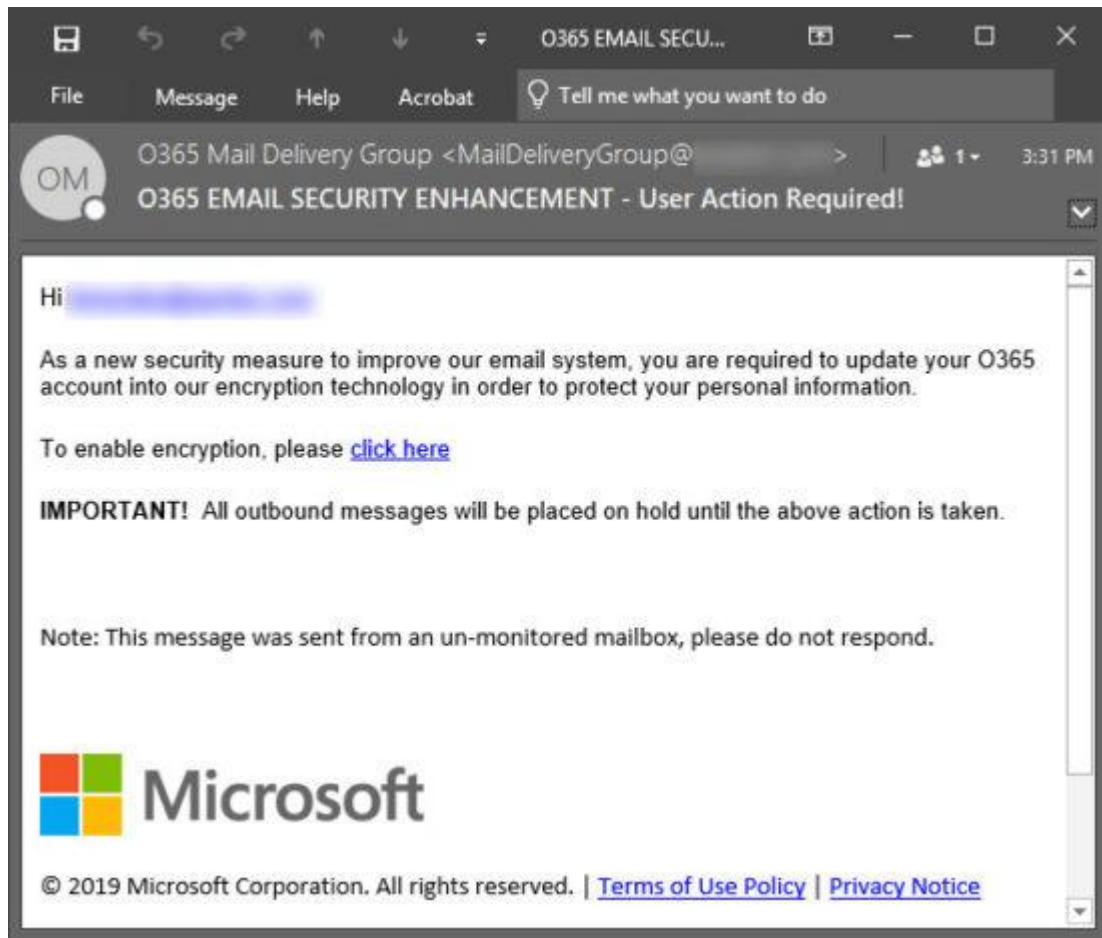 O365 EMAIL SECU...
File Message Help Acrobat Tell me what you want to do
OM
O365 Mail Delivery Group <MailDeliveryGroup@ > 1 3:31 PM
O365 EMAIL SECURITY ENHANCEMENT - User Action Required!
Hi
As a new security measure to improve our email system, you are required to update your O365
account into our encryption technology in order to protect your personal information.
To enable encryption, please click here
IMPORTANT! All outbound messages will be placed on hold until the above action is taken.
Note: This message was sent from an un-monitored mailbox, please do not respond.
Microsoft
© 2019 Microsoft Corporation. All rights reserved. | Terms of Use Policy | Privacy Notice